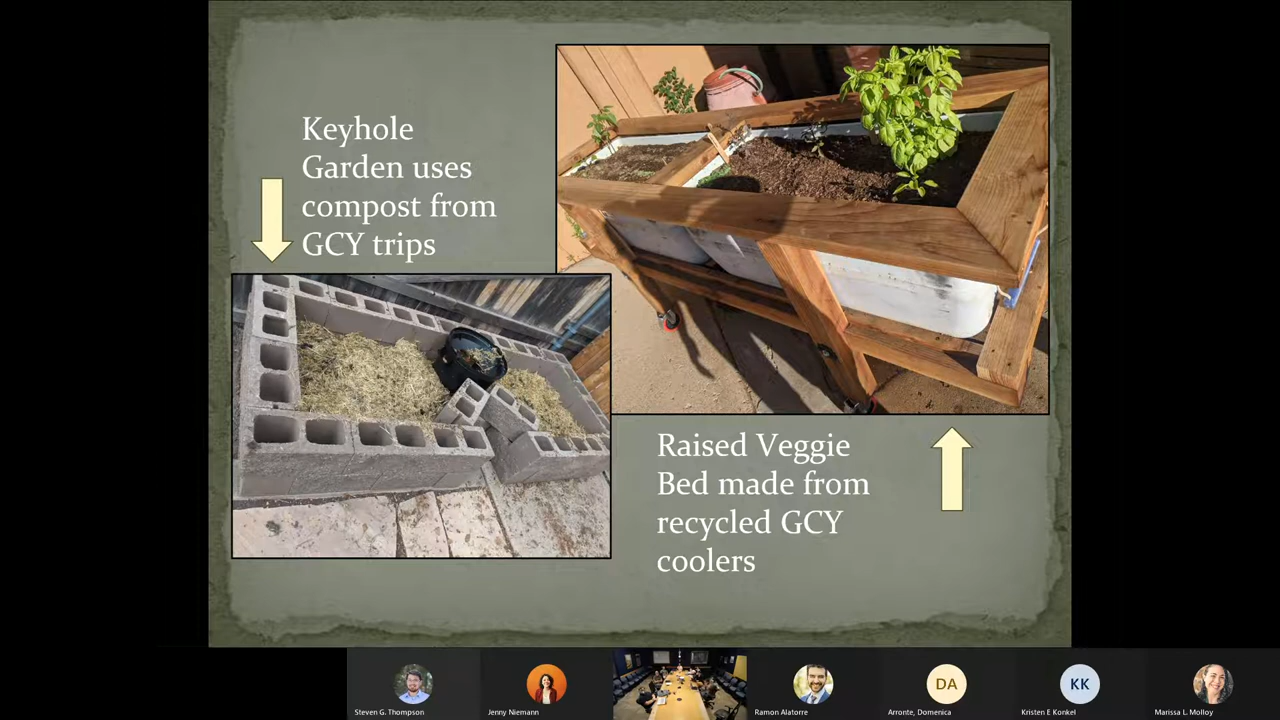 Keyhole
Garden uses
compost from
GCY trips
Raised Veggie
Bed made from
recycled GCY
coolers
Steven G. Thompson
Jenny Niemann
Ramon Alatorre
DA
Arronte, Domenica
KK
Kristen E Konkel
Marissa L. Molloy